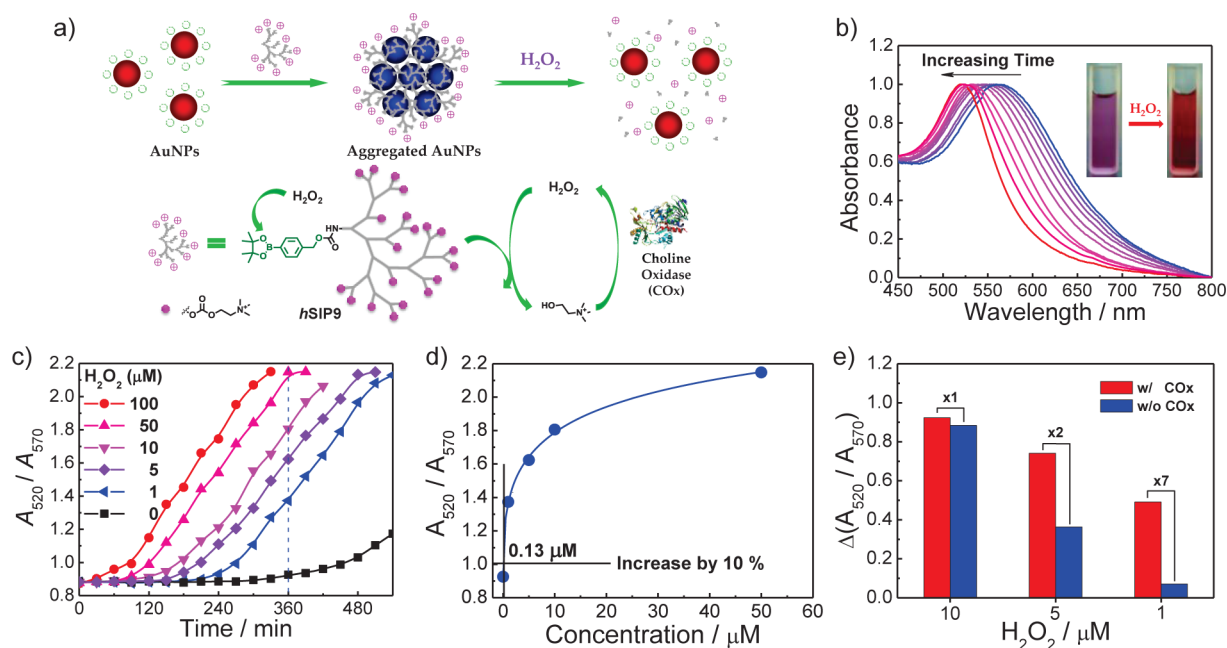 a)
H₂O₂
AuNPs
Aggregated AuNPs
H₂O₂
O
B
O
O
O
HN
hSIP9
O
O
O
N
+
H₂O₂
HO
N
+
Choline
Oxidase
(COx)
b)
Increasing Time
H₂O₂
Absorbance
1.2
1.0
0.8
0.6
0.4
0.2
0.0
450 500 550 600 650 700 750 800
Wavelength / nm
c)
H₂O₂ (μM)
100
50
10
5
1
0
A₅₂₀ / A₅₇₀
2.2
2.0
1.8
1.6
1.4
1.2
1.0
0.8
0 120 240 360 480
Time / min
d)
A₅₂₀ / A₅₇₀
2.2
2.0
1.8
1.6
1.4
1.2
1.0
0.8
0.13 μM
Increase by 10 %
0 10 20 30 40 50 60
Concentration / μM
e)
w/ COx
w/o COx
x1
x2
x7
Δ(A₅₂₀ / A₅₇₀)
1.2
1.0
0.8
0.6
0.4
0.2
0.0
10 5 1
H₂O₂ / μM